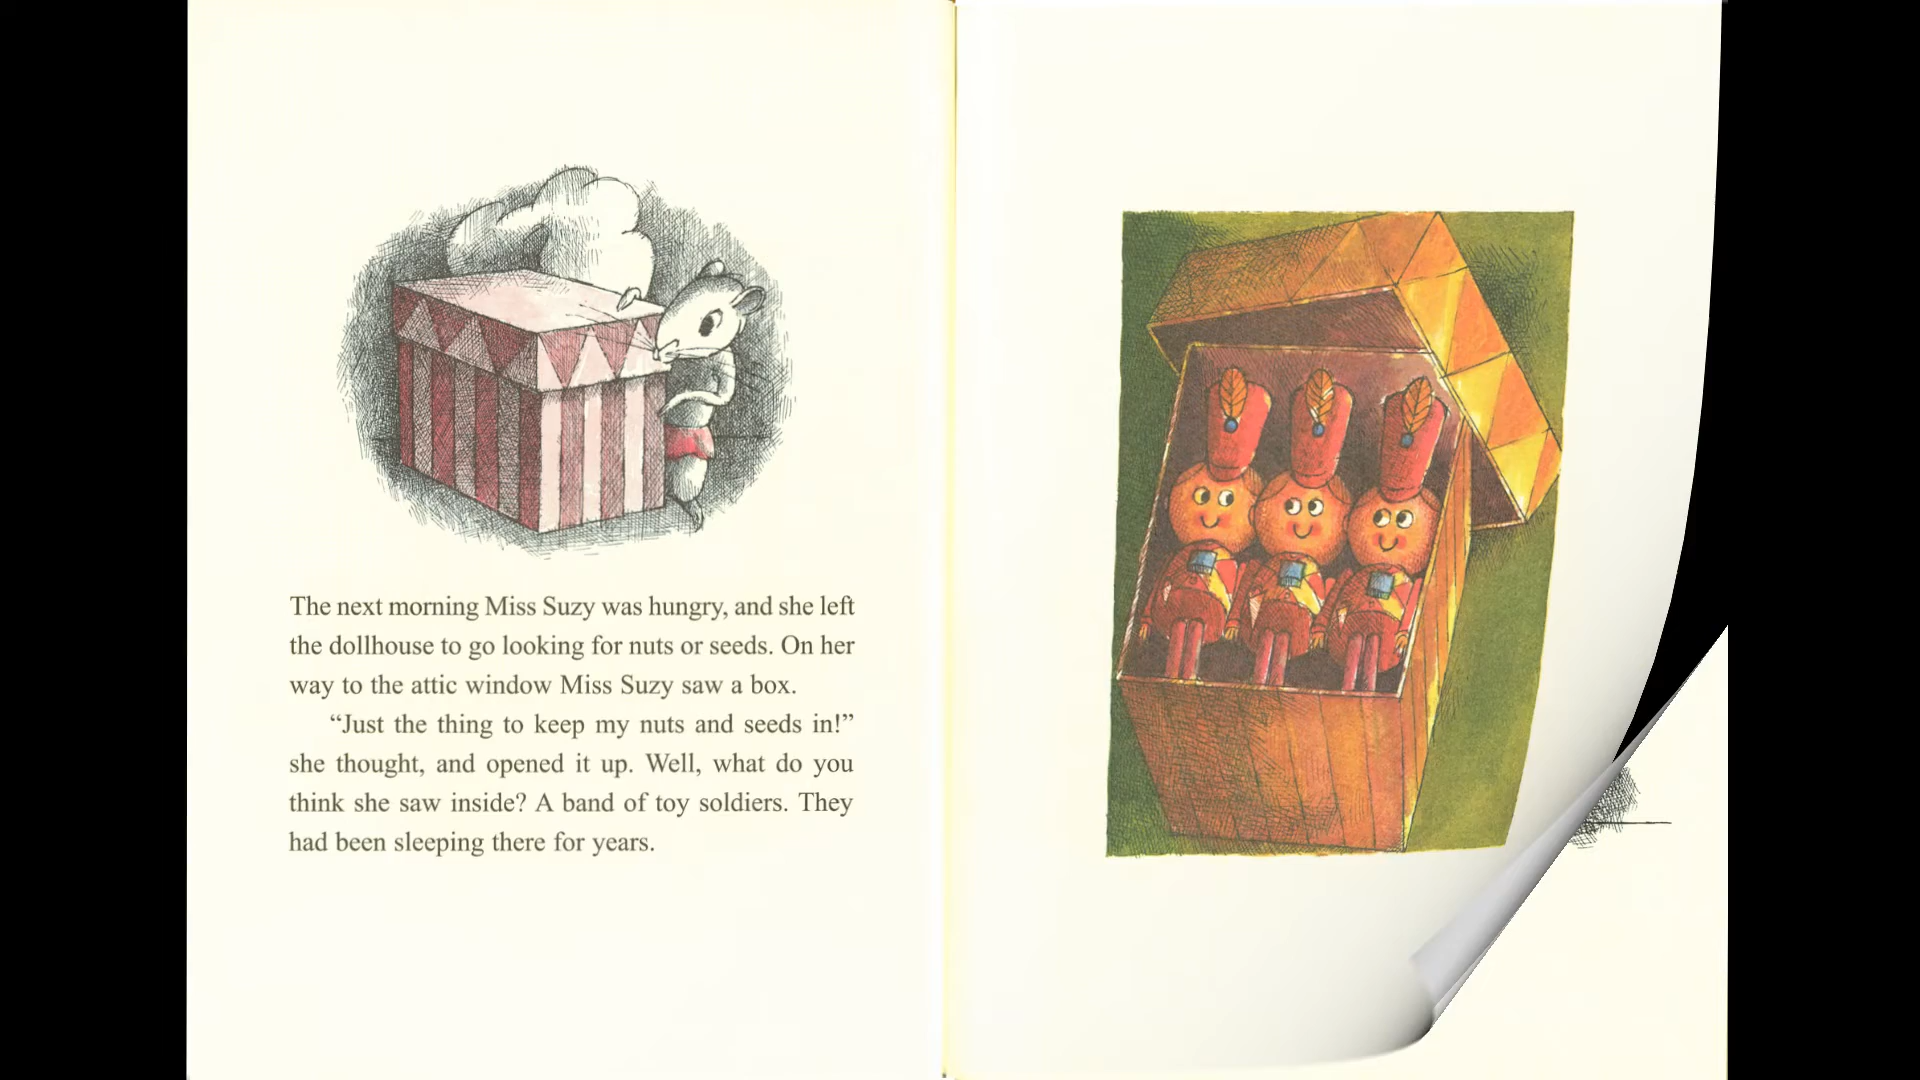 The next morning Miss Suzy was hungry, and she left
the dollhouse to go looking for nuts or seeds. On her
way to the attic window Miss Suzy saw a box.
“Just the thing to keep my nuts and seeds in!”
she thought, and opened it up. Well, what do you
think she saw inside? A band of toy soldiers. They
had been sleeping there for years.